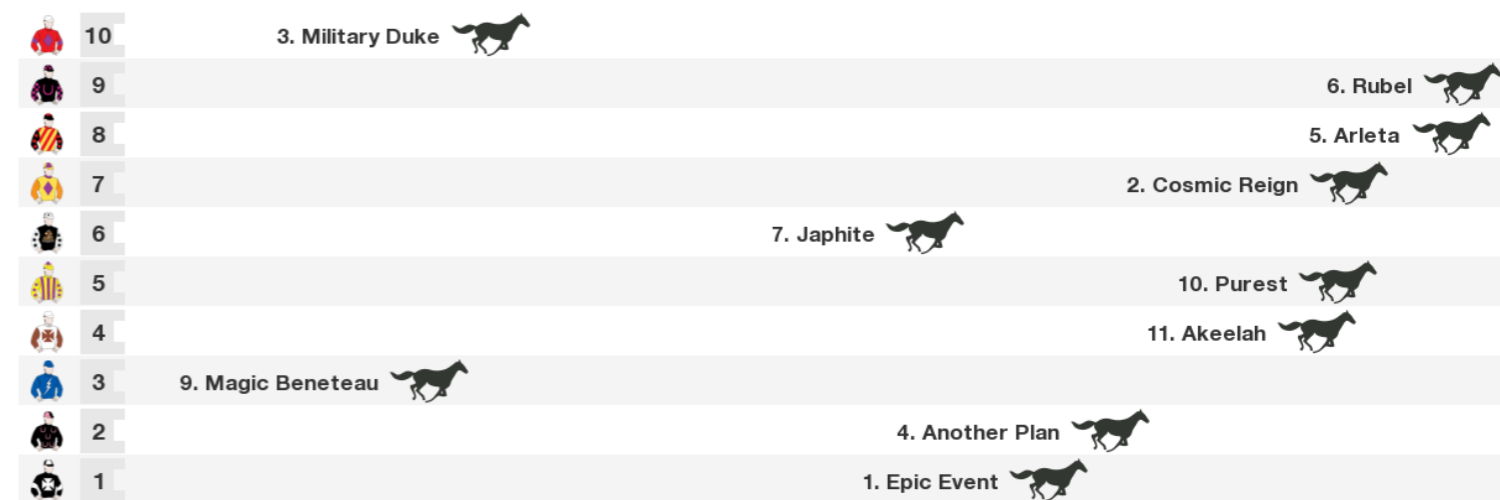 10 3. Military Duke
9 6. Rubel
8 5. Arleta
7 2. Cosmic Reign
6 7. Japhite
5 10. Purest
4 11. Akeelah
3 9. Magic Beneteau
2 4. Another Plan
1 1. Epic Event